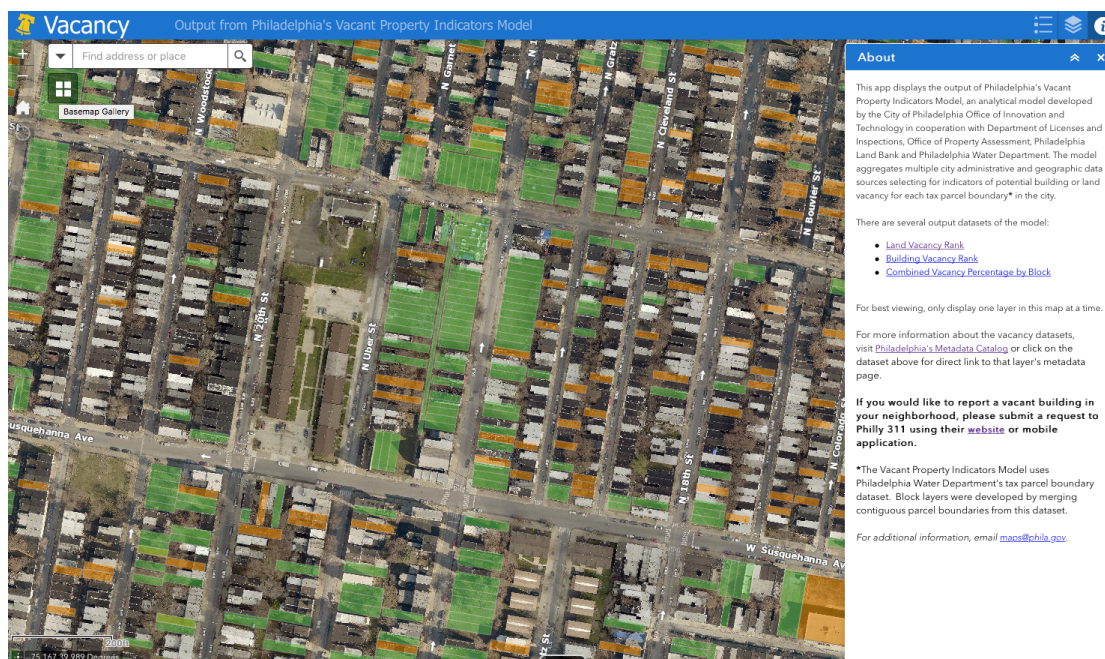 Vacancy
Output from Philadelphia's Vacant Property Indicators Model
Find address or place
Basemap Gallery
About
This app displays the output of Philadelphia's Vacant
Property Indicators Model, an analytical model developed
by the City of Philadelphia Office of Innovation and
Technology in cooperation with Department of Licenses and
Inspections, Office of Property Assessment, Philadelphia
Land Bank and Philadelphia Water Department. The model
aggregates multiple city administrative and geographic data
sources selecting for indicators of potential building or land
vacancy for each tax parcel boundary* in the city.
There are several output datasets of the model:
• Land Vacancy Rank
• Building Vacancy Rank
• Combined Vacancy Percentage by Block
For best viewing, only display one layer in this map at a time.
For more information about the vacancy datasets,
visit Philadelphia's Metadata Catalog or click on the
dataset above for direct link to that layer's metadata
page.
If you would like to report a vacant building in
your neighborhood, please submit a request to
Philly 311 using their website or mobile
application.
*The Vacant Property Indicators Model uses
Philadelphia Water Department's tax parcel boundary
dataset. Block layers were developed by merging
contiguous parcel boundaries from this dataset.
For additional information, email maps@phila.gov.
N Woodstock
N Garnet
N Gratz
N Cleveland St
N Bouvier St
N 20th St
N Uber St
N 18th St
N Colorado St
Susquehanna Ave
W Susquehanna Av
200ft
-75.167 39.989 Degrees